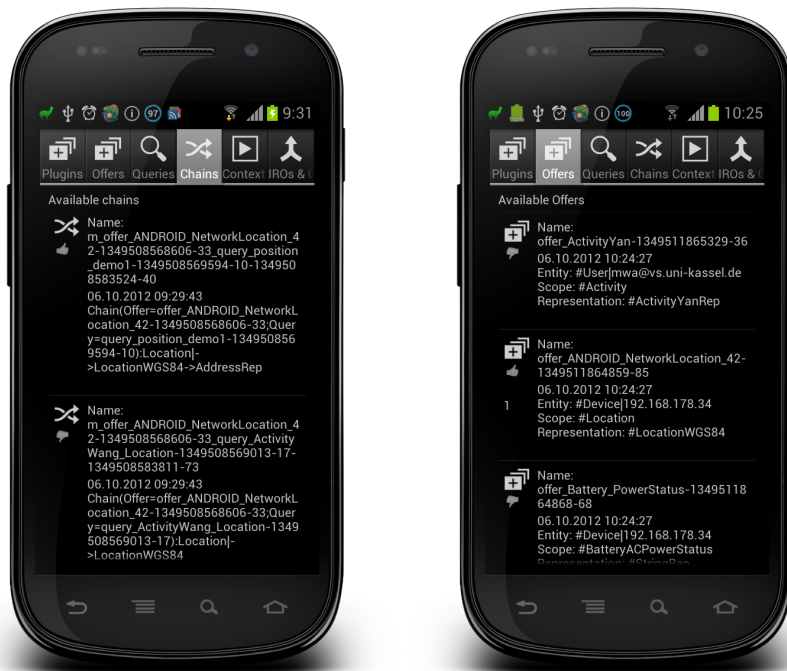 97
9:31
Plugins Offers Queries Chains Context IROs & C
Available chains
Name:
m_offer_ANDROID_NetworkLocation_4
2-1349508568606-33_query_position
_demo1-1349508569594-10-134950
8583524-40
06.10.2012 09:29:43
Chain(Offer=offer_ANDROID_NetworkL
ocation_42-1349508568606-33;Quer
y=query_position_demo1-134950856
9594-10):Location|-
>LocationWGS84->AddressRep
Name:
m_offer_ANDROID_NetworkLocation_4
2-1349508568606-33_query_Activity
Wang_Location-1349508569013-17-
1349508583811-73
06.10.2012 09:29:43
Chain(Offer=offer_ANDROID_NetworkL
ocation_42-1349508568606-33;Quer
y=query_ActivityWang_Location-1349
508569013-17):Location|-
>LocationWGS84
100% 100
10:25
Plugins Offers Queries Chains Context IROs & C
Available Offers
Name:
offer_ActivityYan-1349511865329-36
06.10.2012 10:24:27
Entity: #User|mwa@vs.uni-kassel.de
Scope: #Activity
Representation: #ActivityYanRep
Name:
offer_ANDROID_NetworkLocation_42-
1349511864859-85
06.10.2012 10:24:27
1
Entity: #Device|192.168.178.34
Scope: #Location
Representation: #LocationWGS84
Name:
offer_Battery_PowerStatus-13495118
64868-68
06.10.2012 10:24:27
Entity: #Device|192.168.178.34
Scope: #BatteryACPowerStatus
Representation: #StringRep